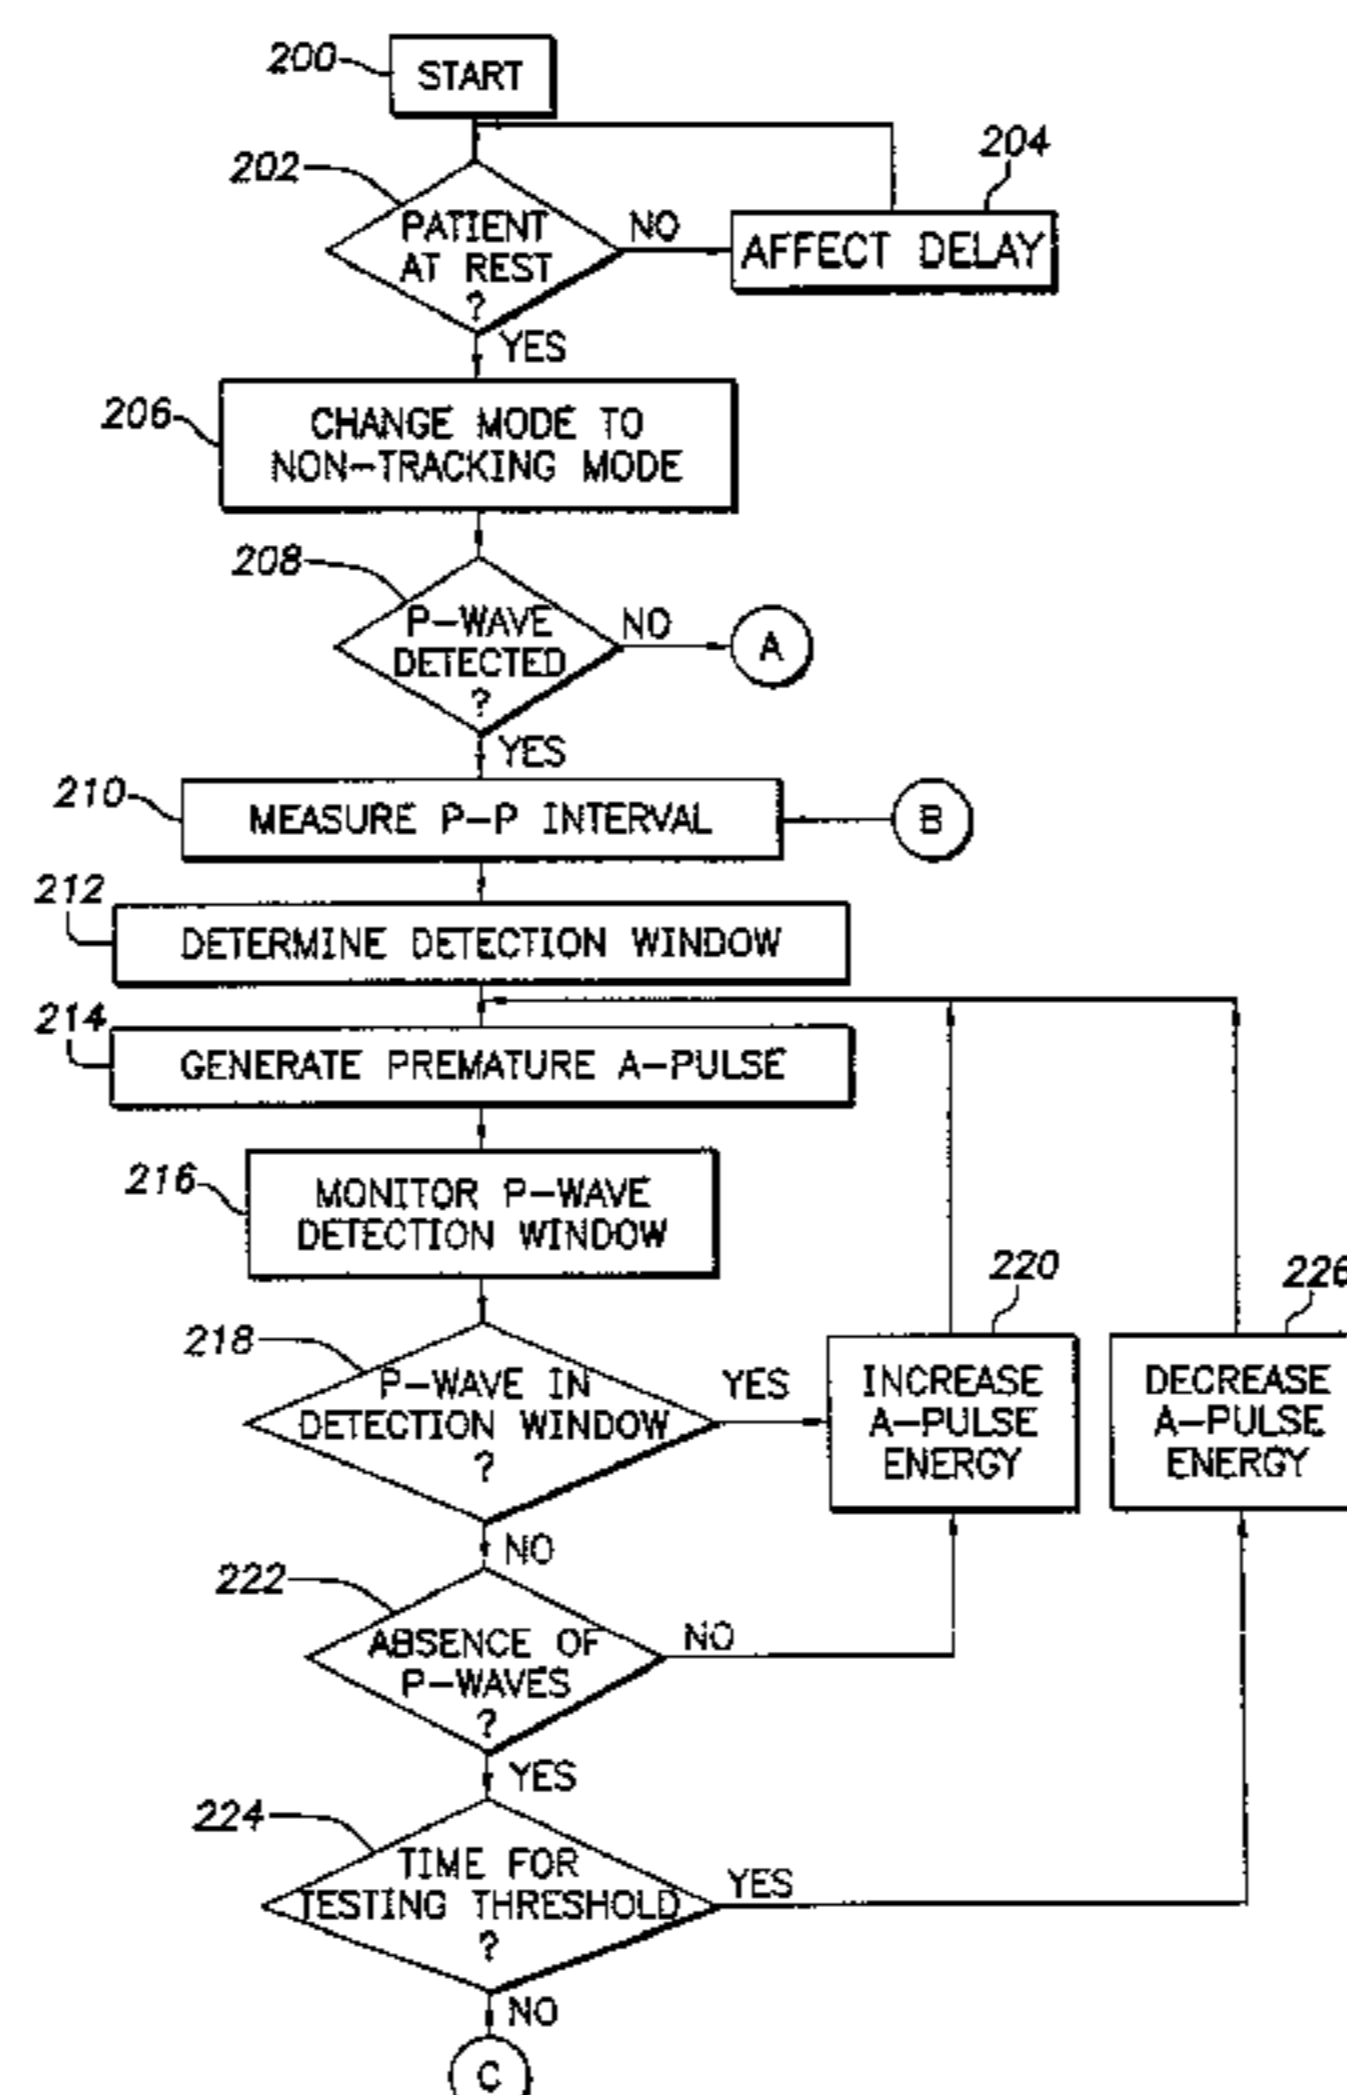 200
START
202
204
PATIENT
AT REST
?
NO
AFFECT DELAY
YES
206
CHANGE MODE TO
NON-TRACKING MODE
208
P-WAVE
DETECTED
?
NO
A
YES
210
MEASURE P-P INTERVAL
B
212
DETERMINE DETECTION WINDOW
214
GENERATE PREMATURE A-PULSE
216
MONITOR P-WAVE
DETECTION WINDOW
218
P-WAVE IN
DETECTION WINDOW
?
YES
220
INCREASE
A-PULSE
ENERGY
226
DECREASE
A-PULSE
ENERGY
NO
222
ABSENCE OF
P-WAVES
?
NO
YES
224
TIME FOR
TESTING THRESHOLD
?
YES
NO
C